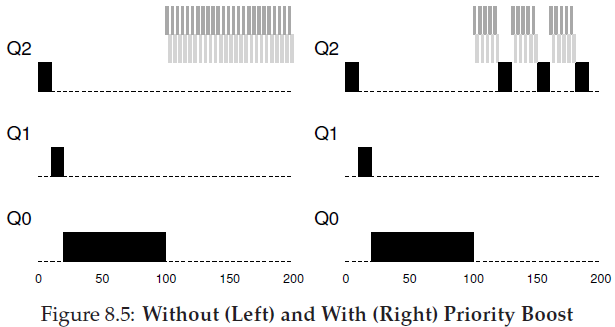 Q2 Q2
Q1 Q1
Q0 Q0
0 50 100 150 200 0 50 100 150 200
Figure 8.5: Without (Left) and With (Right) Priority Boost